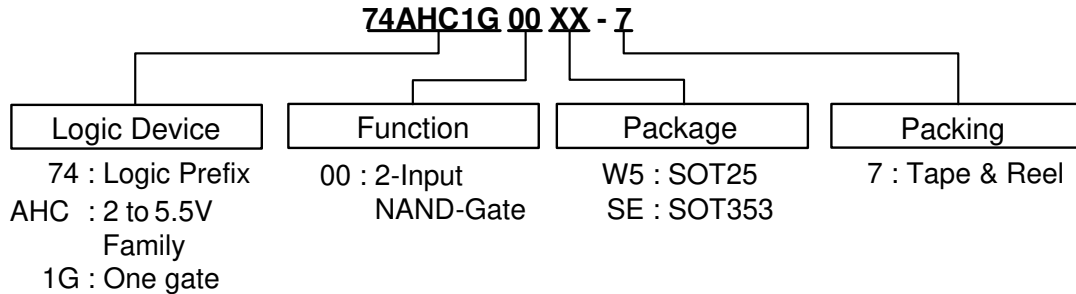 74AHC1G 00 XX - 7
Logic Device
74 : Logic Prefix
AHC : 2 to 5.5V
Family
1G : One gate
Function
00 : 2-Input
NAND-Gate
Package
W5 : SOT25
SE : SOT353
Packing
7 : Tape & Reel